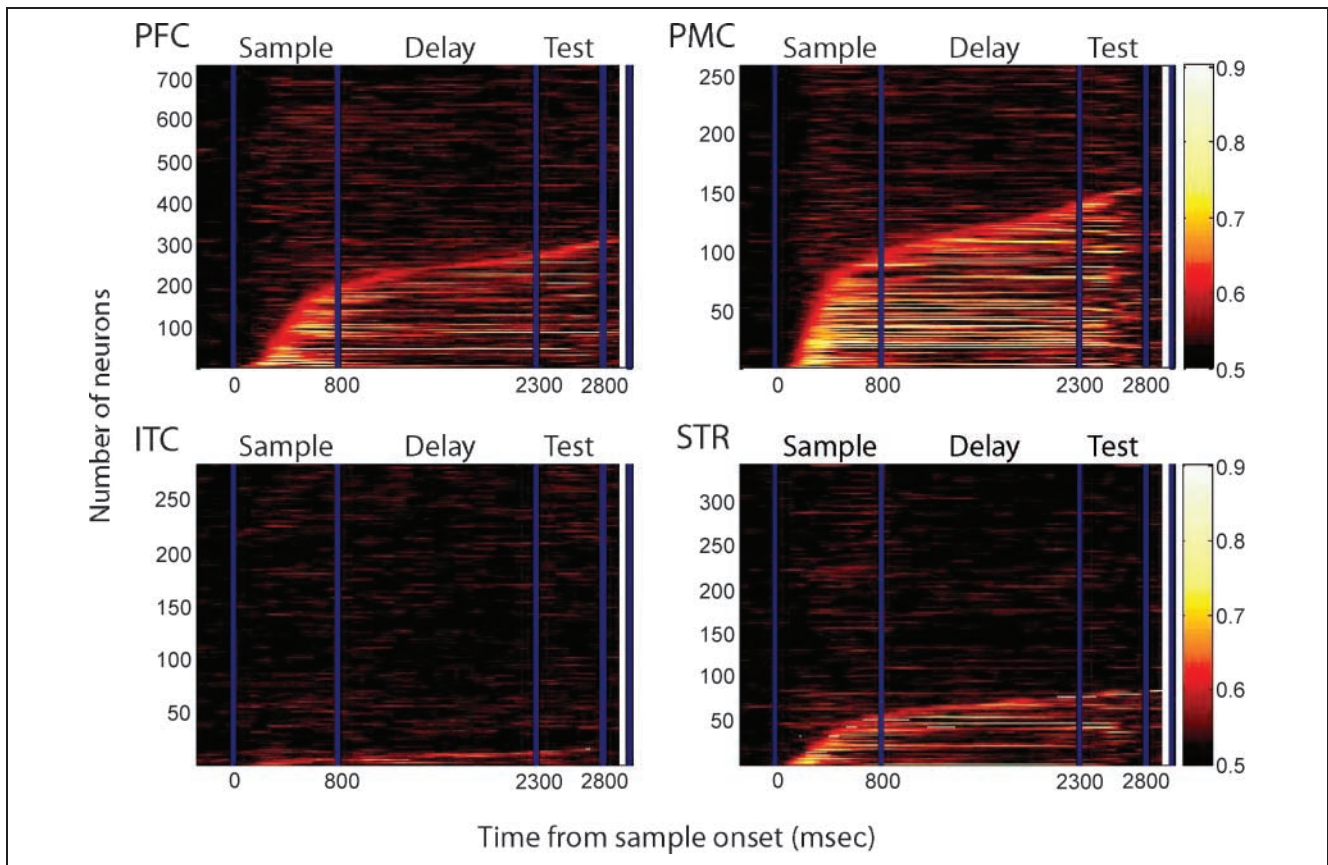 PFC
Sample Delay Test
700
600
500
400
300
200
100
0 800 2300 2800
PMC
Sample Delay Test
250
200
150
100
50
0 800 2300 2800
0.9
0.8
0.7
0.6
0.5
ITC
Sample Delay Test
250
200
150
100
50
0 800 2300 2800
STR
Sample Delay Test
300
250
200
150
100
50
0 800 2300 2800
0.9
0.8
0.7
0.6
0.5
Number of neurons
Time from sample onset (msec)